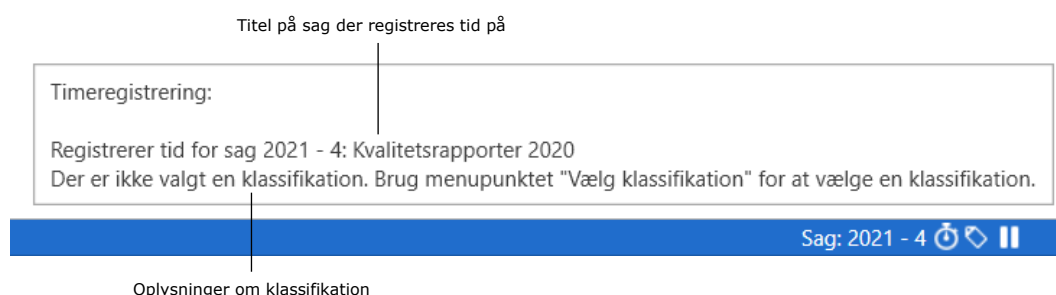 Titel på sag der registreres tid på
Timeregistrering:
Registrerer tid for sag 2021 - 4: Kvalitetsrapporter 2020
Der er ikke valgt en klassifikation. Brug menupunktet "Vælg klassifikation" for at vælge en klassifikation.
Sag: 2021 - 4
Oplysninger om klassifikation